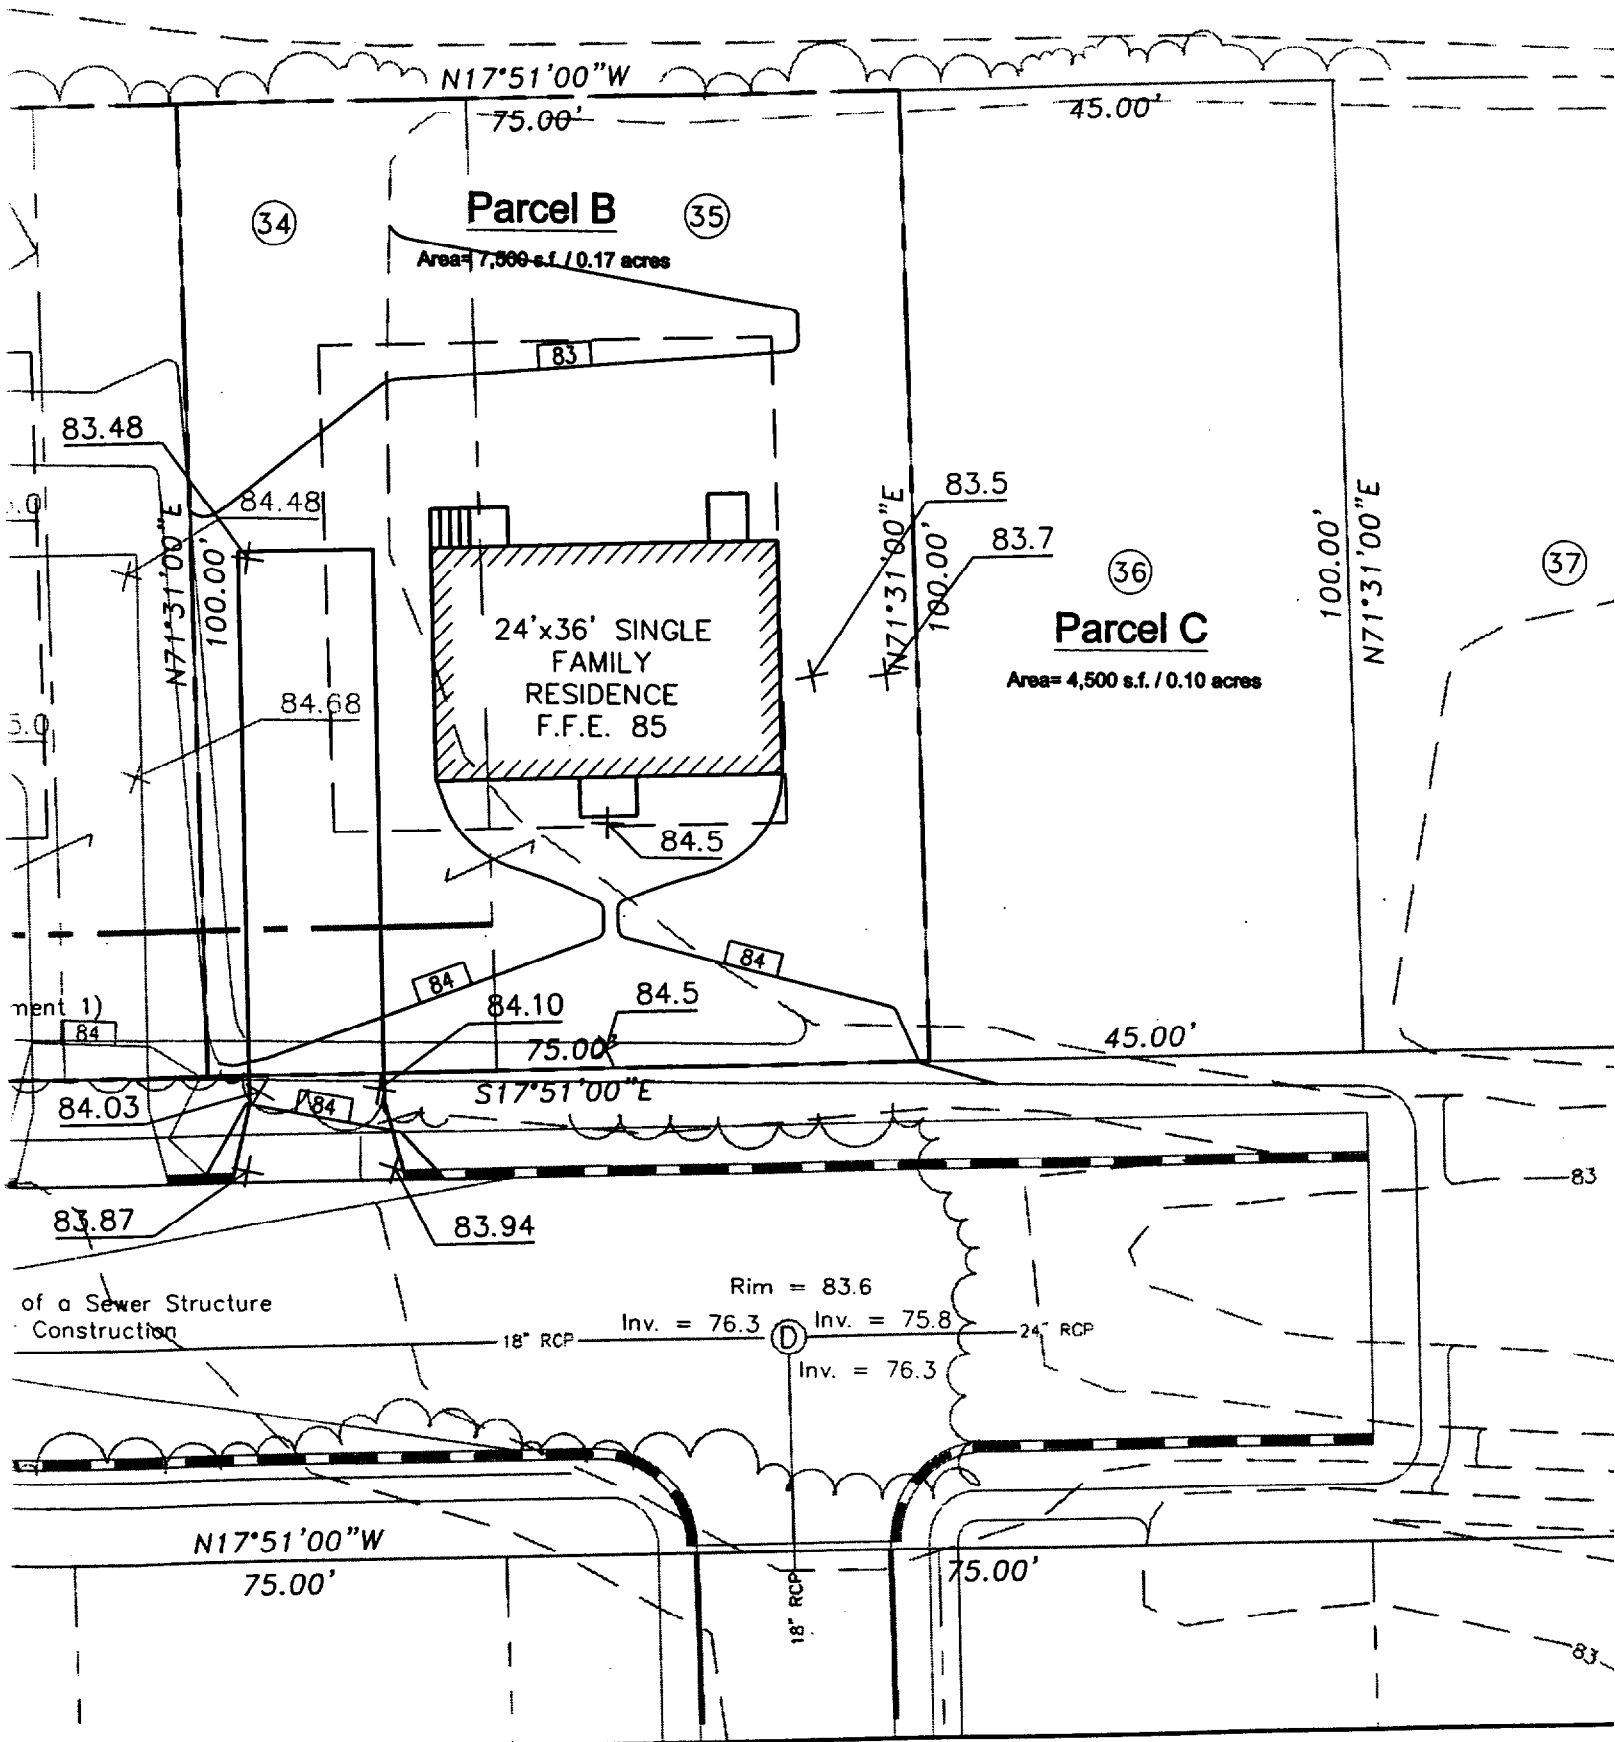 N17°51'00"W
75.00'
45.00'
34
Parcel B
35
Area= 7,500 s.f. / 0.17 acres
83
83.48
84.48
83.5
83.7
N71°31'00"E
100.00'
N71°31'00"E
100.00'
100.00'
N71°31'00"E
36
37
Parcel C
Area= 4,500 s.f. / 0.10 acres
24'x36' SINGLE
FAMILY
RESIDENCE
F.F.E. 85
84.68
5.0
84.5
84
84
ment 1)
84
84.10
84.5
75.00'
45.00'
S17°51'00"E
84.03
84
83
83.87
83.94
of a Sewer Structure
Construction
Rim = 83.6
Inv. = 76.3
Inv. = 75.8
18" RCP
D
24" RCP
Inv. = 76.3
N17°51'00"W
75.00'
75.00'
18" RCP
83